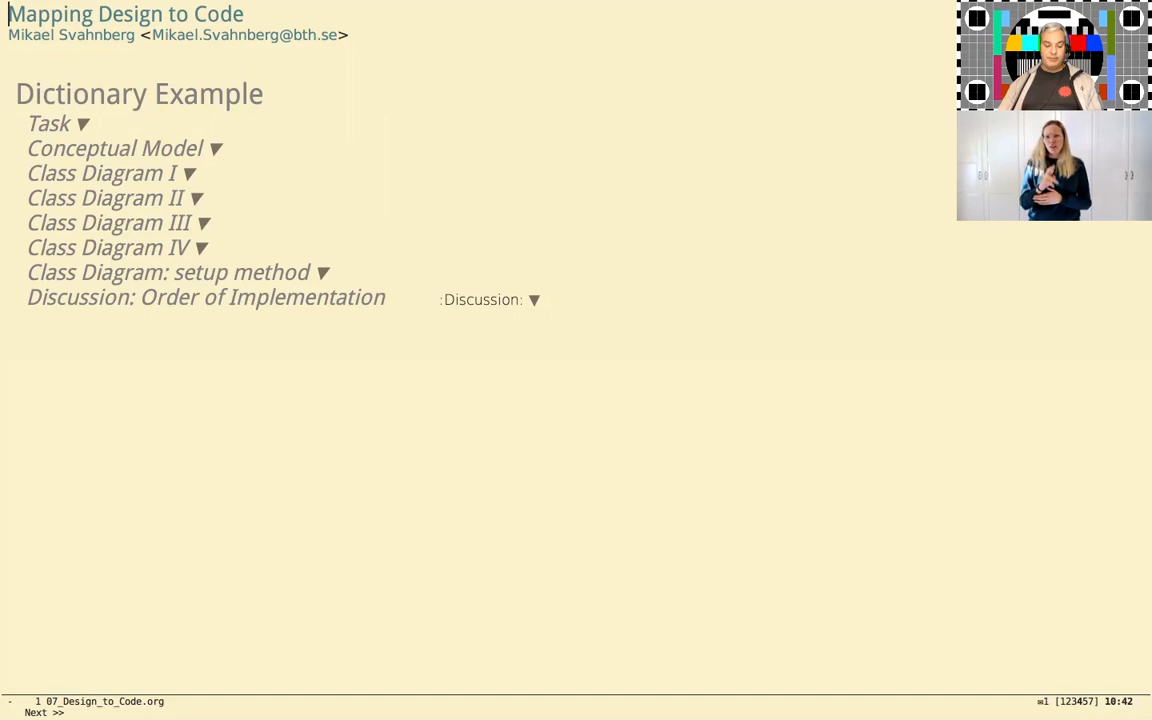 Mapping Design to Code
Mikael Svahnberg <Mikael.Svahnberg@bth.se>
Dictionary Example
Task ▼
Conceptual Model ▼
Class Diagram I ▼
Class Diagram II ▼
Class Diagram III ▼
Class Diagram IV ▼
Class Diagram: setup method ▼
Discussion: Order of Implementation :Discussion: ▼
- 1 07_Design_to_Code.org ✉1 [123457] 10:42
Next >>